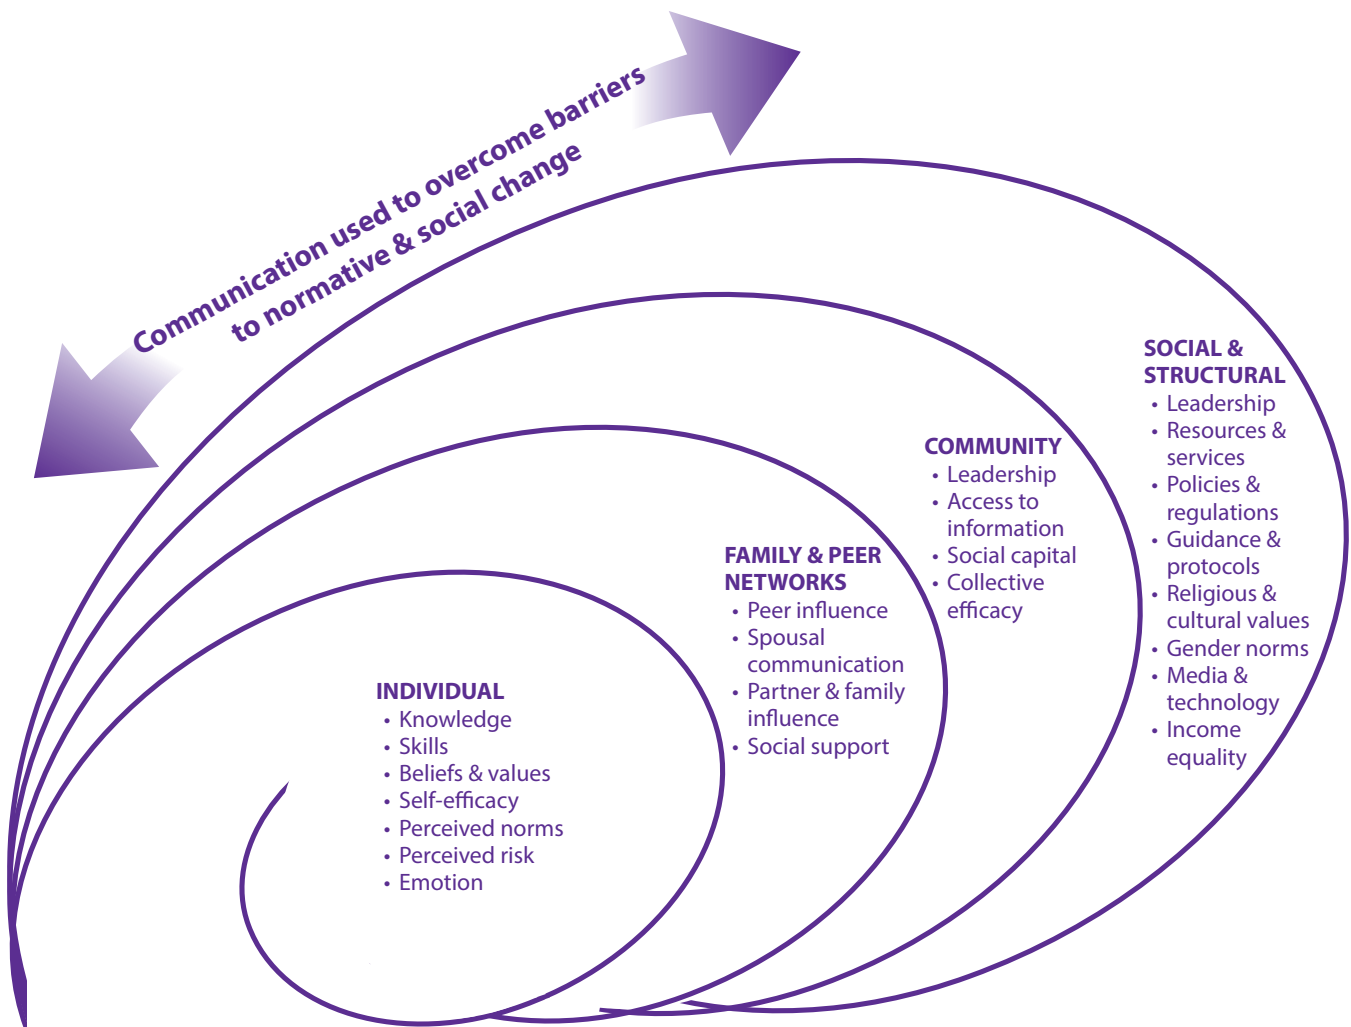 Communication used to overcome barriers
to normative & social change
INDIVIDUAL
• Knowledge
• Skills
• Beliefs & values
• Self-efficacy
• Perceived norms
• Perceived risk
• Emotion
FAMILY & PEER
NETWORKS
• Peer influence
• Spousal
communication
• Partner & family
influence
• Social support
COMMUNITY
• Leadership
• Access to
information
• Social capital
• Collective
efficacy
SOCIAL &
STRUCTURAL
• Leadership
• Resources &
services
• Policies &
regulations
• Guidance &
protocols
• Religious &
cultural values
• Gender norms
• Media &
technology
• Income
equality